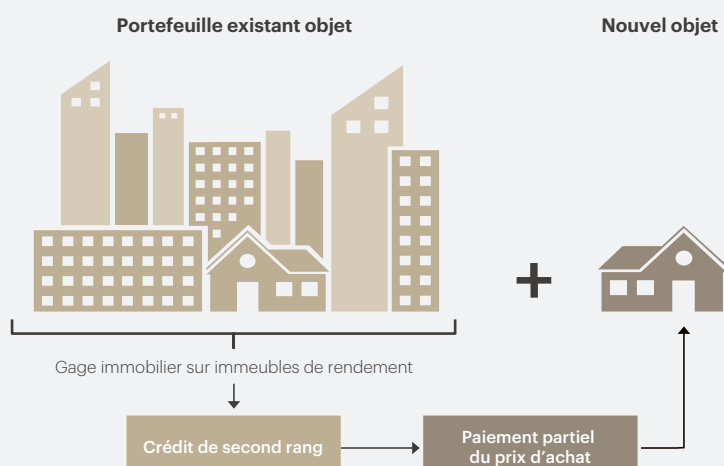 Portefeuille existant objet
Nouvel objet
Gage immobilier sur immeubles de rendement
Crédit de second rang
Paiement partiel
du prix d’achat